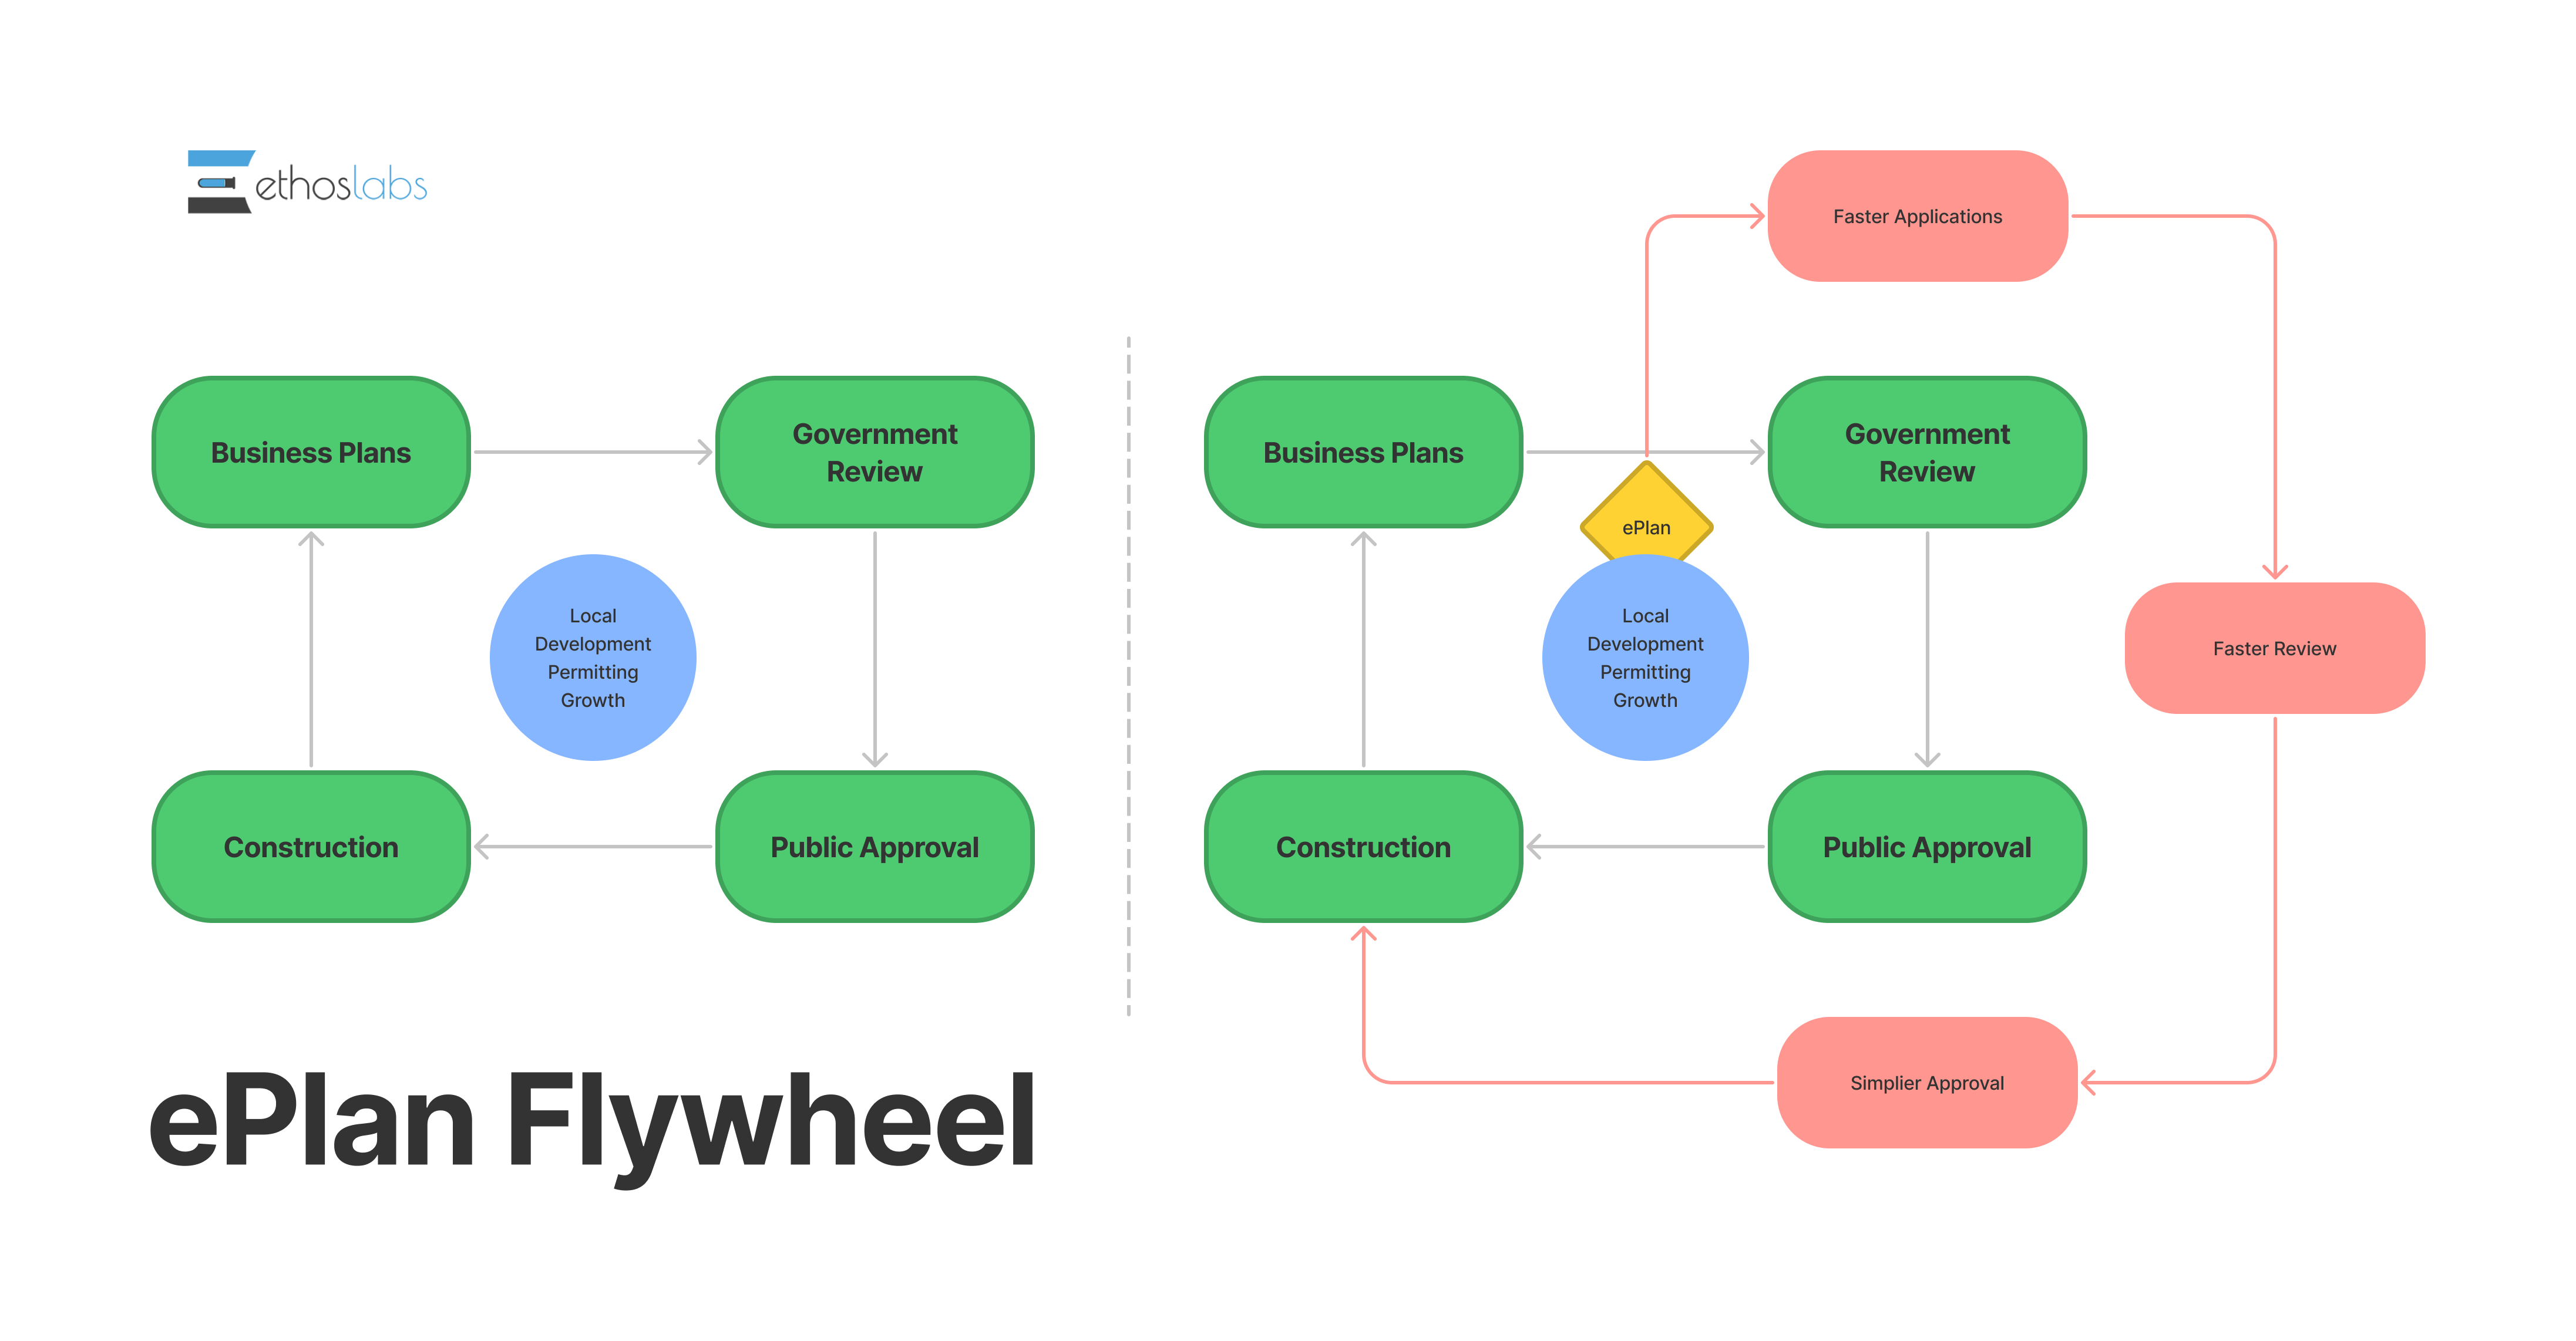 ethoslabs
Business Plans
Government
Review
Local
Development
Permitting
Growth
Construction
Public Approval
ePlan Flywheel
Faster Applications
Business Plans
Government
Review
ePlan
Local
Development
Permitting
Growth
Faster Review
Construction
Public Approval
Simplier Approval